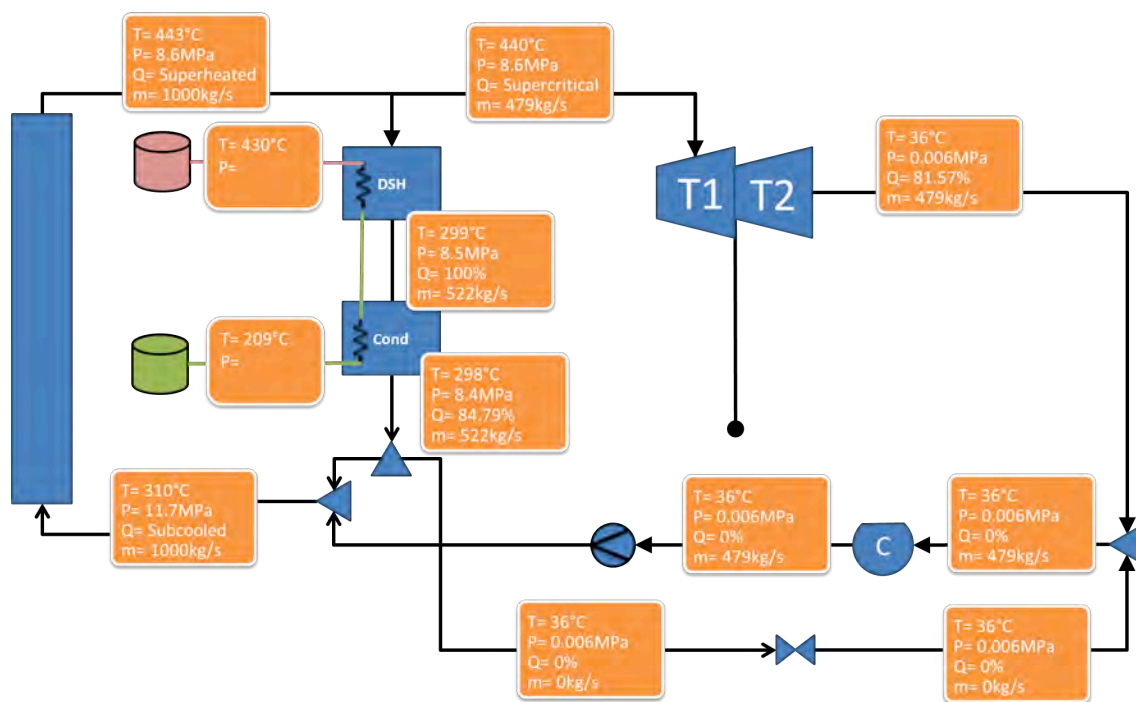 T= 443°C
P= 8.6MPa
Q= Superheated
m= 1000kg/s
T= 440°C
P= 8.6MPa
Q= Supercritical
m= 479kg/s
T= 430°C
P=
DSH
T1
T2
T= 36°C
P= 0.006MPa
Q= 81.57%
m= 479kg/s
T= 299°C
P= 8.5MPa
Q= 100%
m= 522kg/s
T= 209°C
P=
Cond
T= 298°C
P= 8.4MPa
Q= 84.79%
m= 522kg/s
T= 310°C
P= 11.7MPa
Q= Subcooled
m= 1000kg/s
T= 36°C
P= 0,006MPa
Q= 0%
m= 479kg/s
C
T= 36°C
P= 0.006MPa
Q= 0%
m= 479kg/s
T= 36°C
P= 0.006MPa
Q= 0%
m= 0kg/s
T= 36°C
P= 0.006MPa
Q= 0%
m= 0kg/s